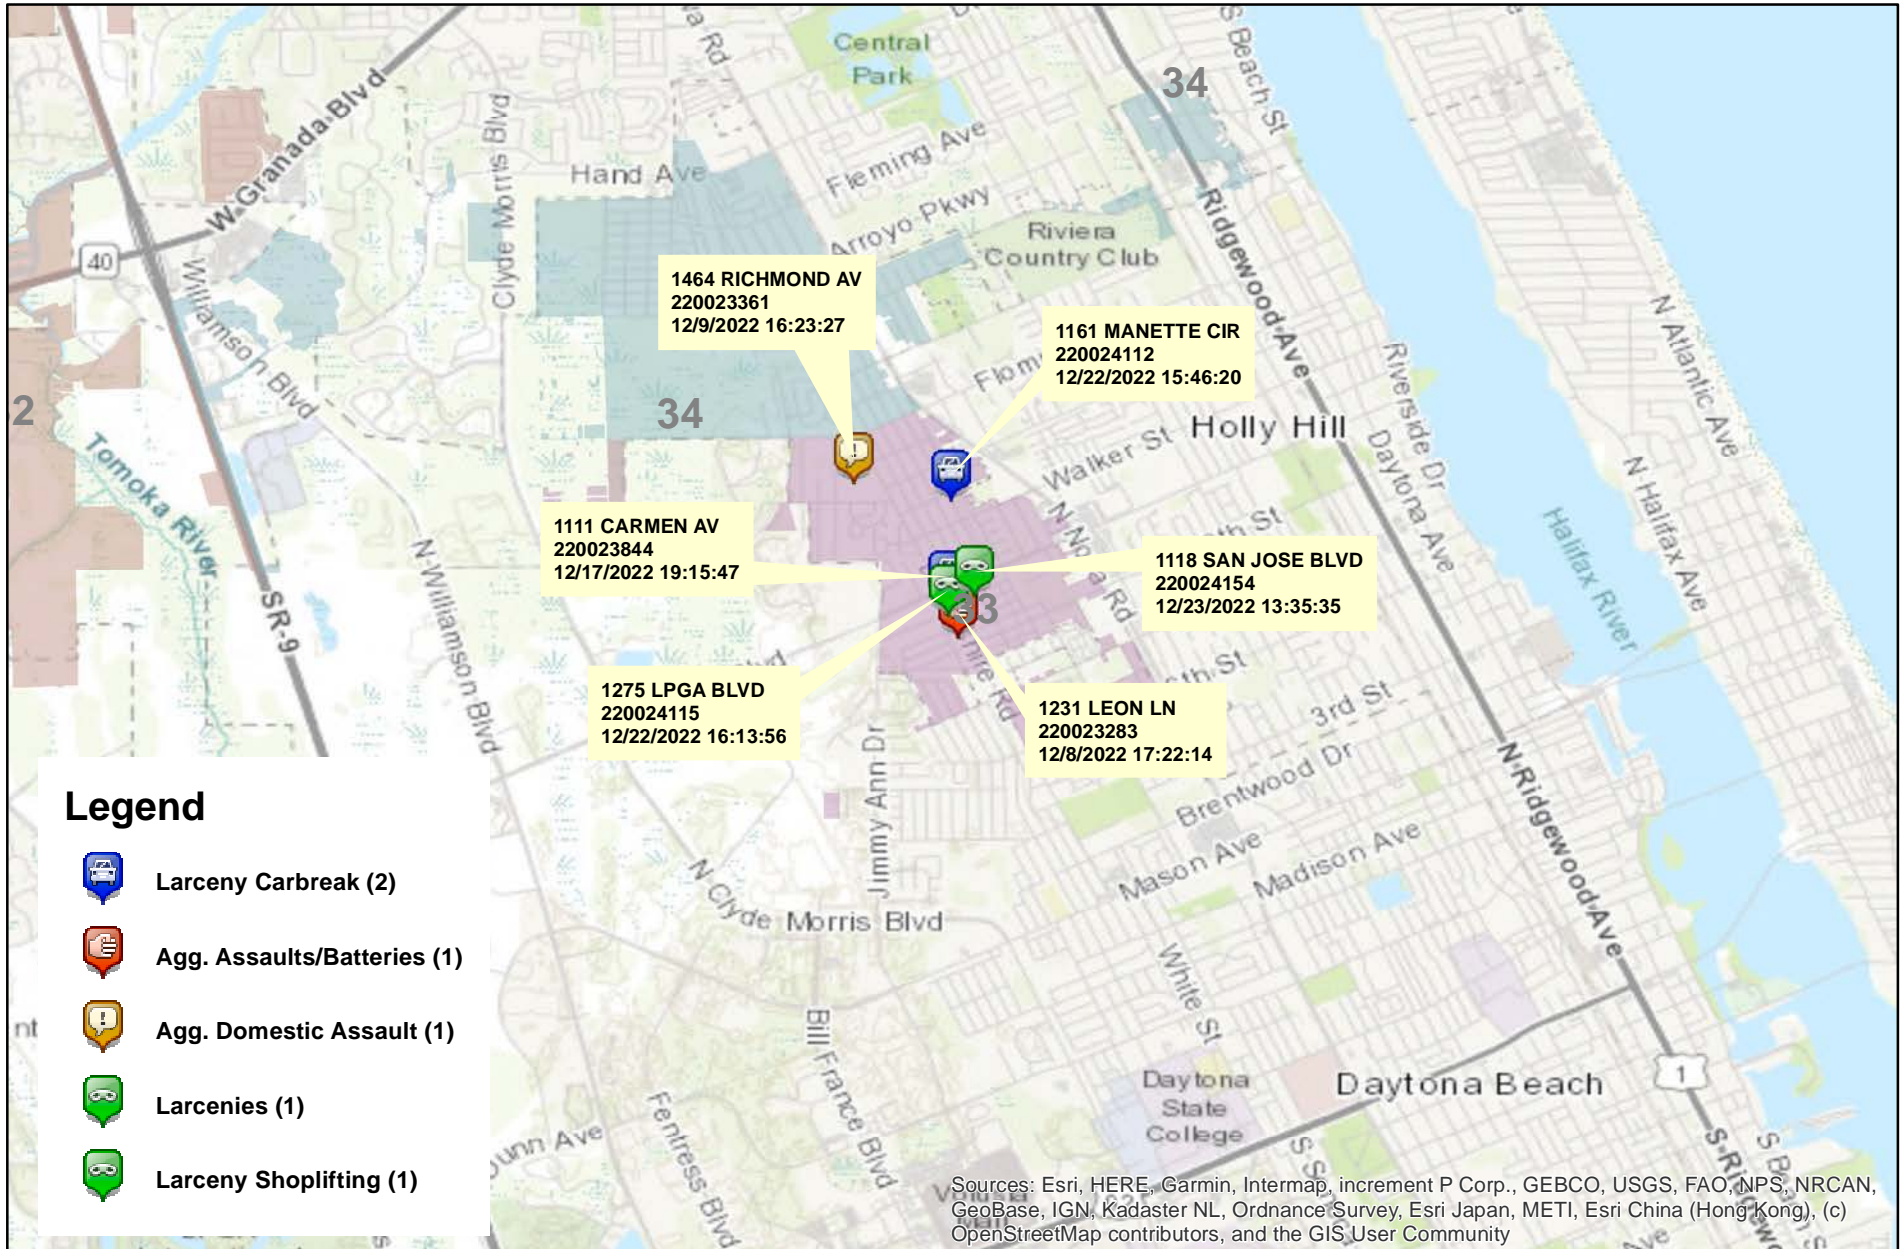 Central
Park
34
S Beach St
W Granada Blvd
Clyde Morris Blvd
Hand Ave
Fleming Ave
Arroyo Pkwy
Riviera
Country Club
Ridgewood Ave
40
Williamson Blvd
1464 RICHMOND AV
220023361
12/9/2022 16:23:27
1161 MANETTE CIR
220024112
12/22/2022 15:46:20
N Atlantic Ave
Riverside Dr
34
Holly Hill
Walker St
Daytona Ave
N Halifax Ave
Halifax River
Tomoka River
SR-9
N Williamson Blvd
1111 CARMEN AV
220023844
12/17/2022 19:15:47
1118 SAN JOSE BLVD
220024154
12/23/2022 13:35:35
33
1275 LPGA BLVD
220024115
12/22/2022 16:13:56
1231 LEON LN
220023283
12/8/2022 17:22:14
3rd St
Brentwood Dr
N Ridgewood Ave
Jimmy Ann Dr
Mason Ave
Madison Ave
N Clyde Morris Blvd
White St
Bill France Blvd
Fentress Blvd
Daytona
State
College
Daytona Beach
1
Legend
Larceny Carbreak (2)
Agg. Assaults/Batteries (1)
Agg. Domestic Assault (1)
Larcenies (1)
Larceny Shoplifting (1)
Sources: Esri, HERE, Garmin, Intermap, increment P Corp., GEBCO, USGS, FAO, NPS, NRCAN,
GeoBase, IGN, Kadaster NL, Ordnance Survey, Esri Japan, METI, Esri China (Hong Kong), (c)
OpenStreetMap contributors, and the GIS User Community